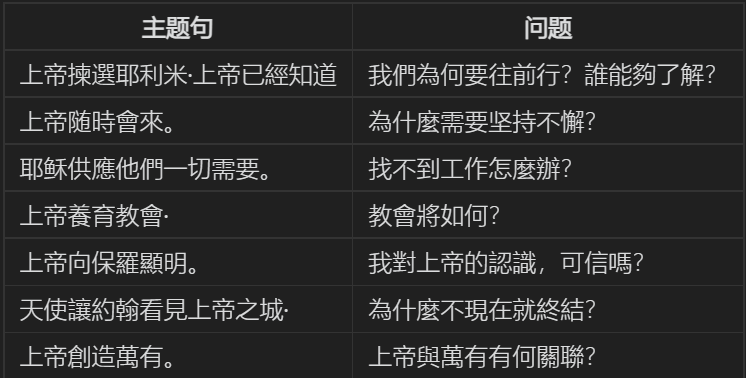 主题句 问题
上帝揀選耶利米·上帝已經知道 我們為何要往前行？誰能夠了解？
上帝随時會來。 為什麼需要坚持不懈？
耶稣供應他們一切需要。 找不到工作怎麼辦？
上帝養育教會· 教會將如何？
上帝向保羅顯明。 我對上帝的認識，可信嗎？
天使讓約翰看見上帝之城· 為什麼不現在就終結？
上帝創造萬有。 上帝與萬有有何關聯？